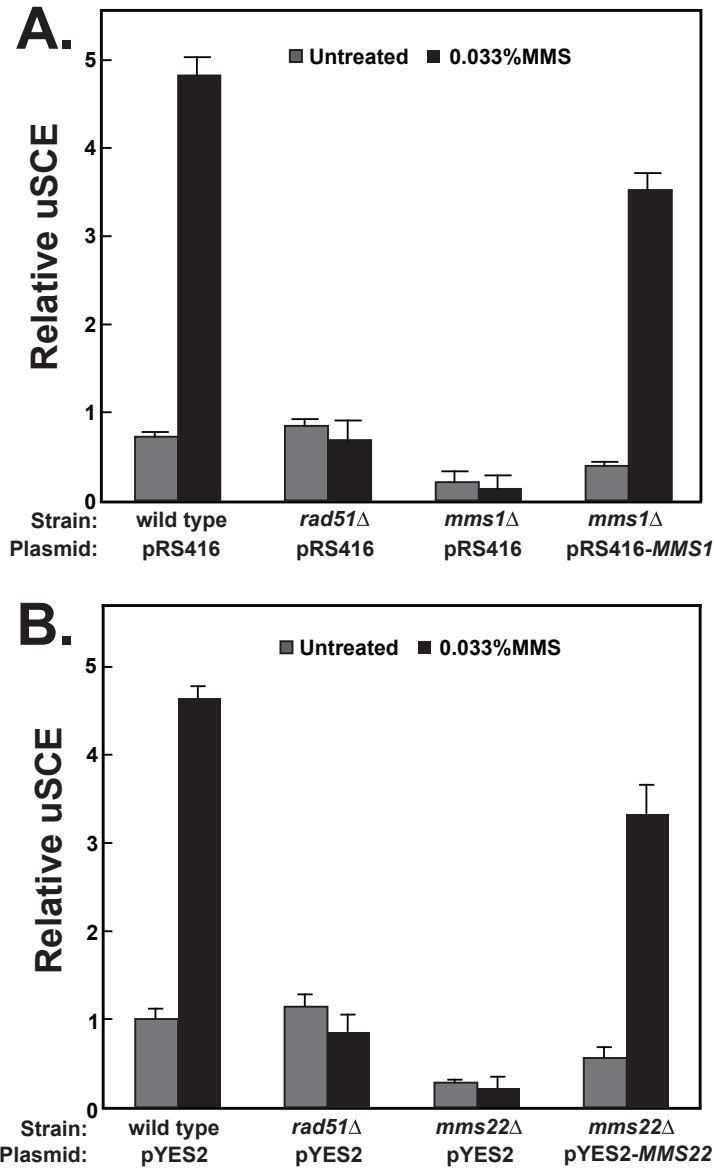 A.
Untreated 0.033%MMS
Relative uSCE
5
4
3
2
1
0
Strain: wild type rad51Δ mms1Δ mms1Δ
Plasmid: pRS416 pRS416 pRS416 pRS416-MMS1
B.
Untreated 0.033%MMS
Relative uSCE
5
4
3
2
1
0
Strain: wild type rad51Δ mms22Δ mms22Δ
Plasmid: pYES2 pYES2 pYES2 pYES2-MMS22